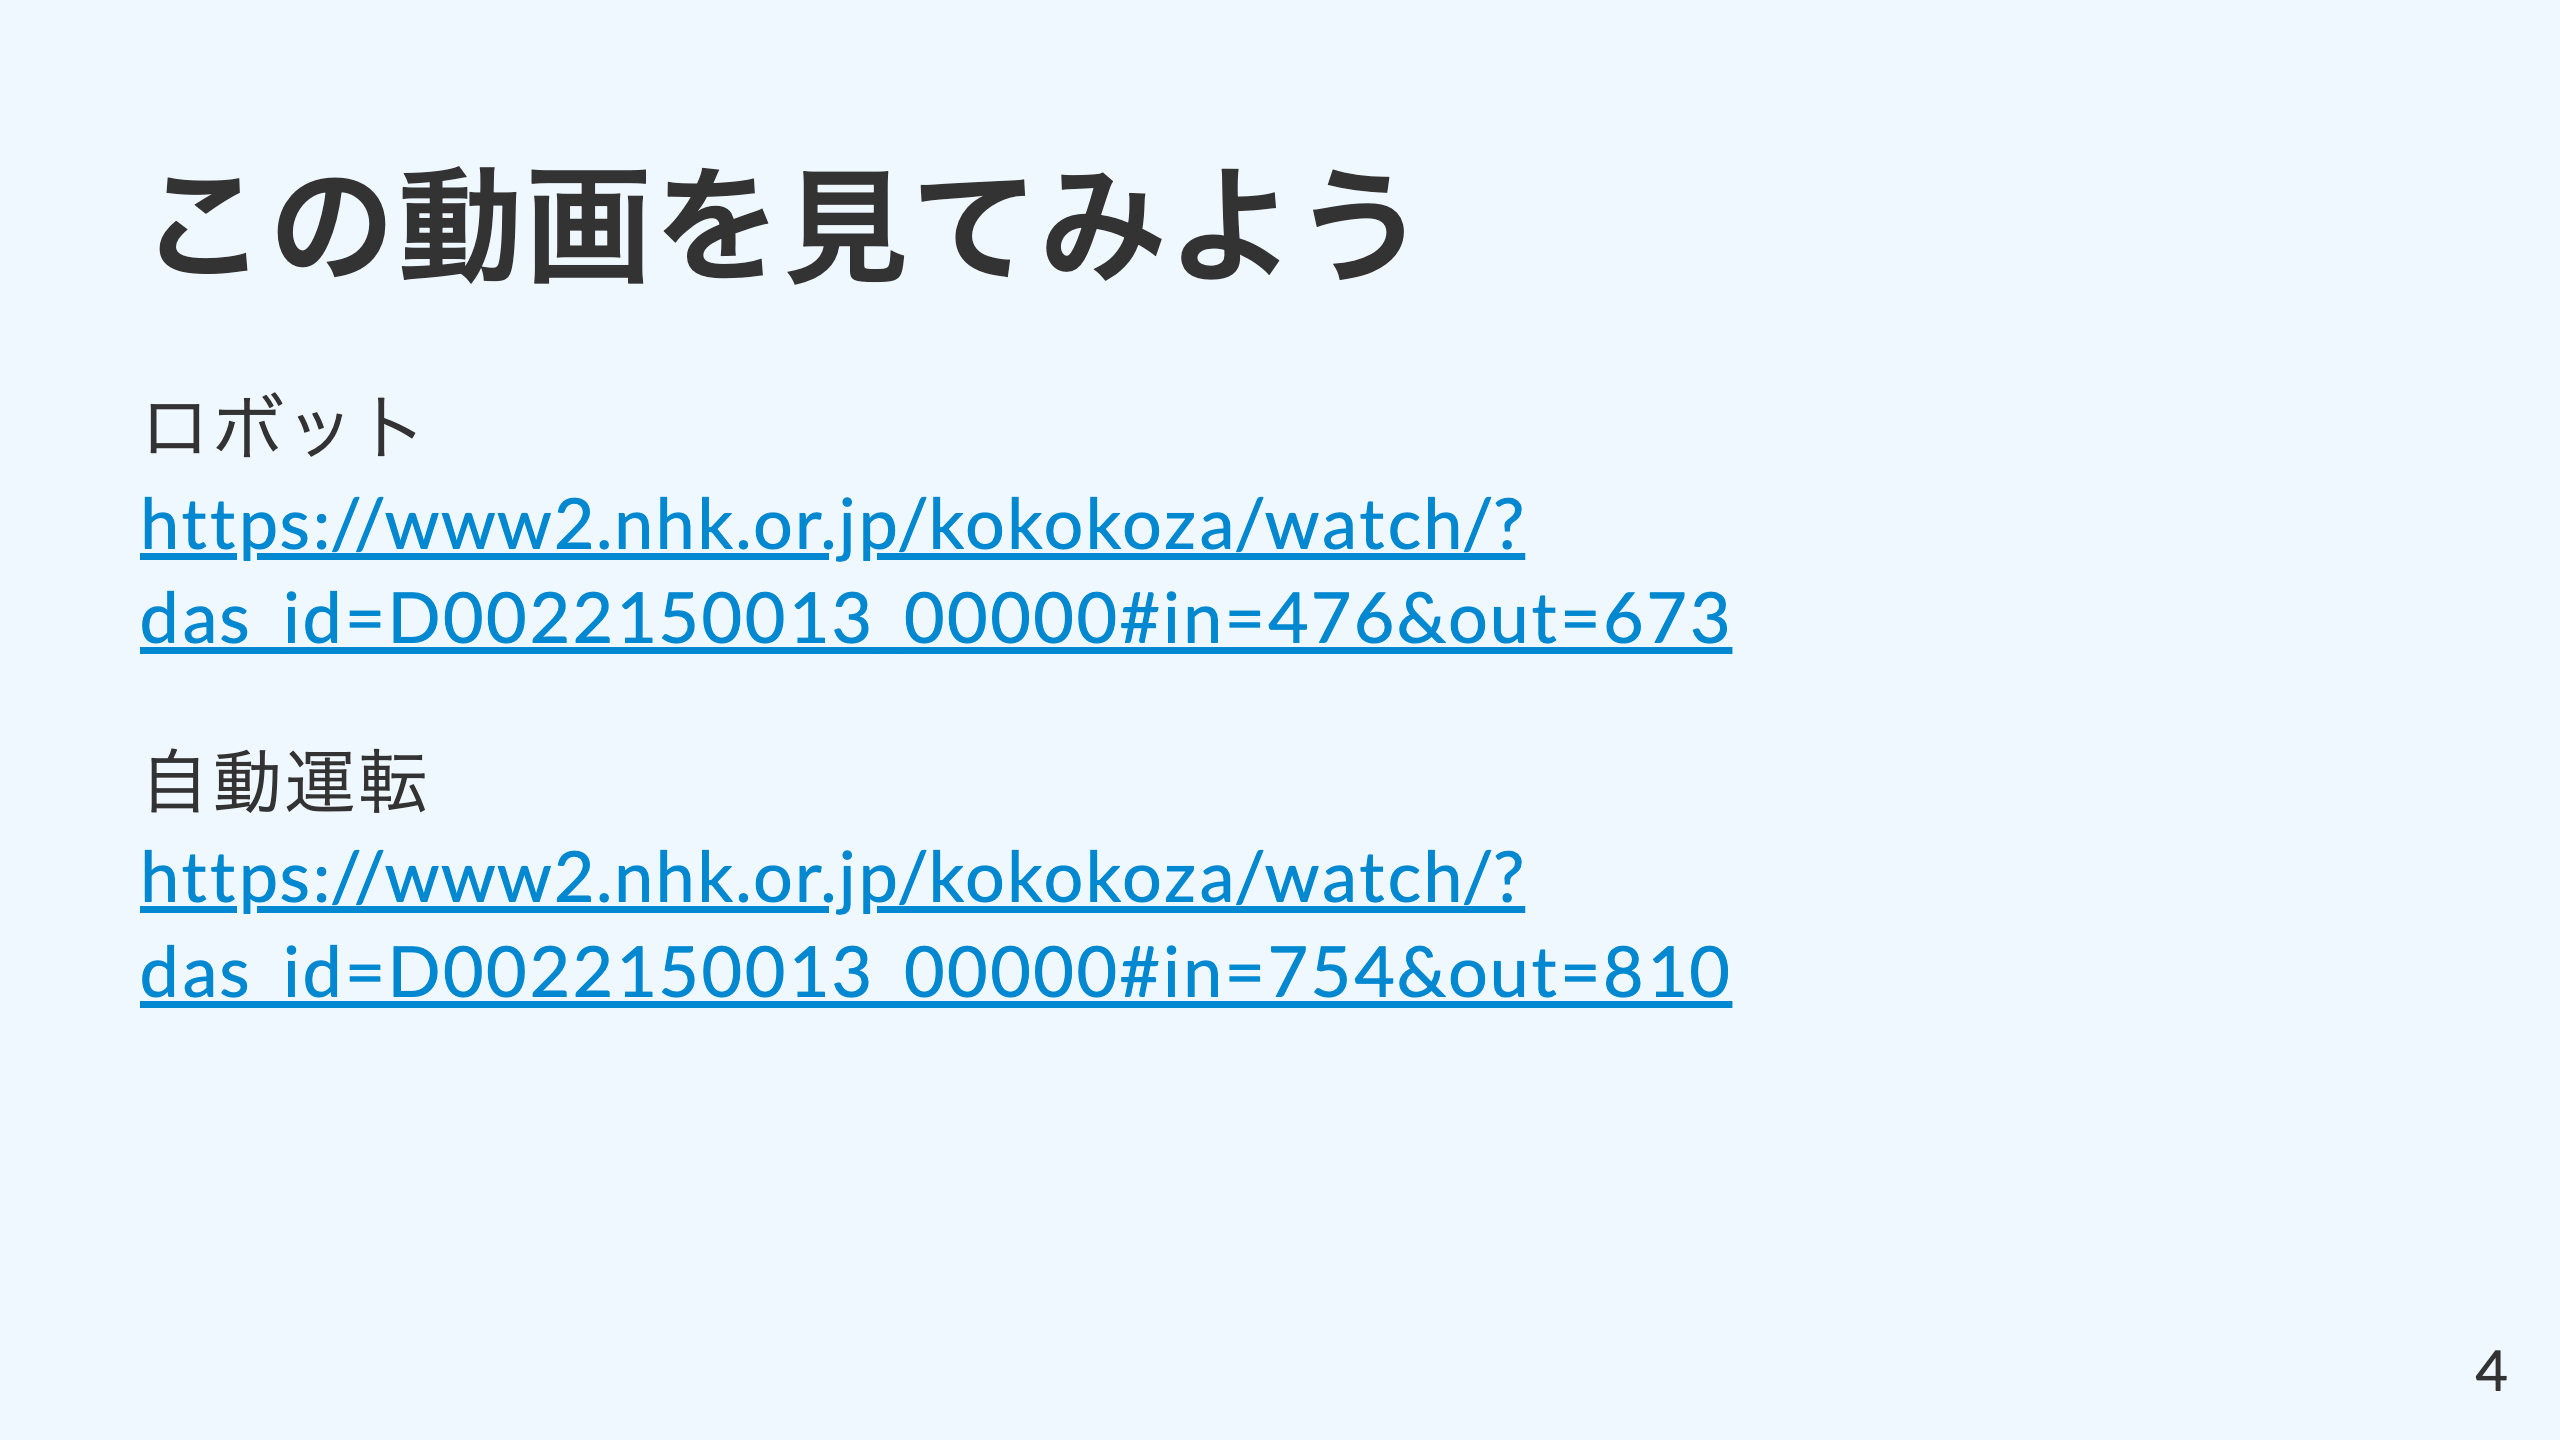 この動画を見てみよう
ロボット
https://www2.nhk.or.jp/kokokoza/watch/?
das_id=D0022150013_00000#in=476&out=673
自動運転
https://www2.nhk.or.jp/kokokoza/watch/?
das_id=D0022150013_00000#in=754&out=810
4